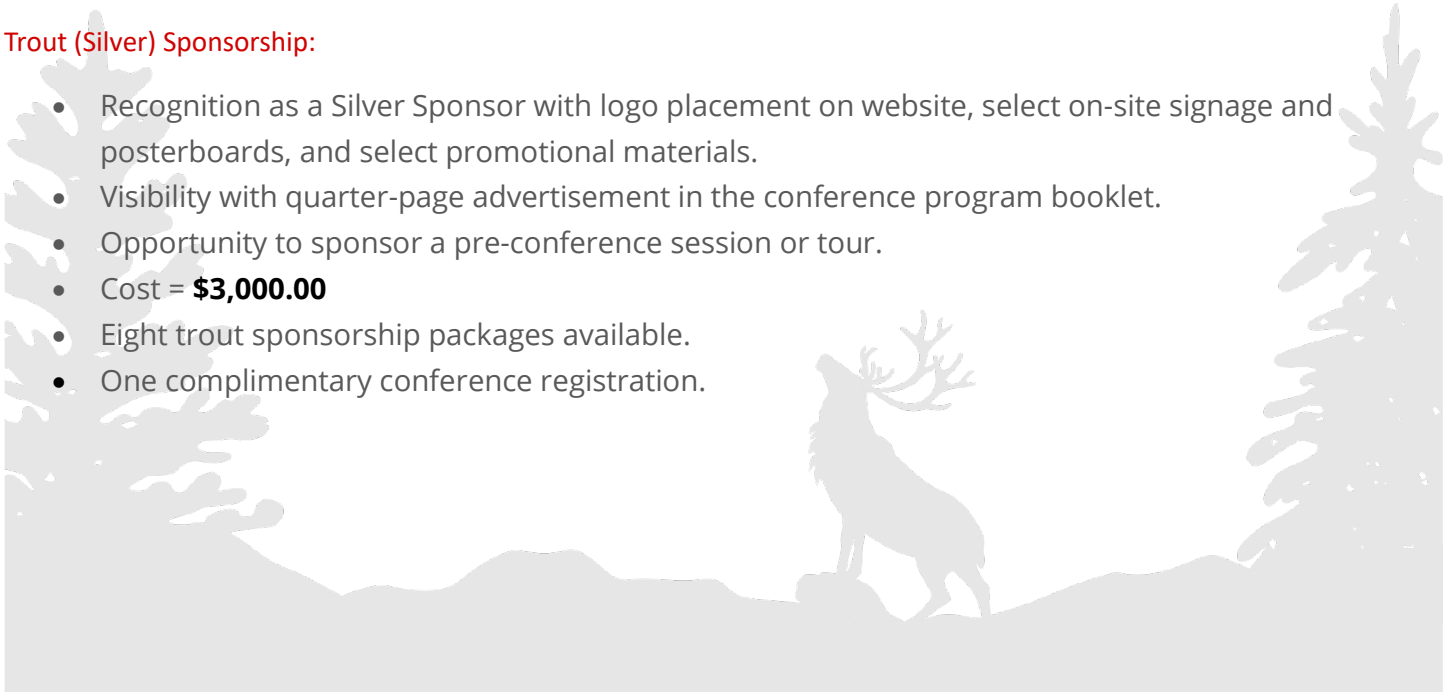 Trout (Silver) Sponsorship:
• Recognition as a Silver Sponsor with logo placement on website, select on-site signage and
posterboards, and select promotional materials.
• Visibility with quarter-page advertisement in the conference program booklet.
• Opportunity to sponsor a pre-conference session or tour.
• Cost = $3,000.00
• Eight trout sponsorship packages available.
• One complimentary conference registration.